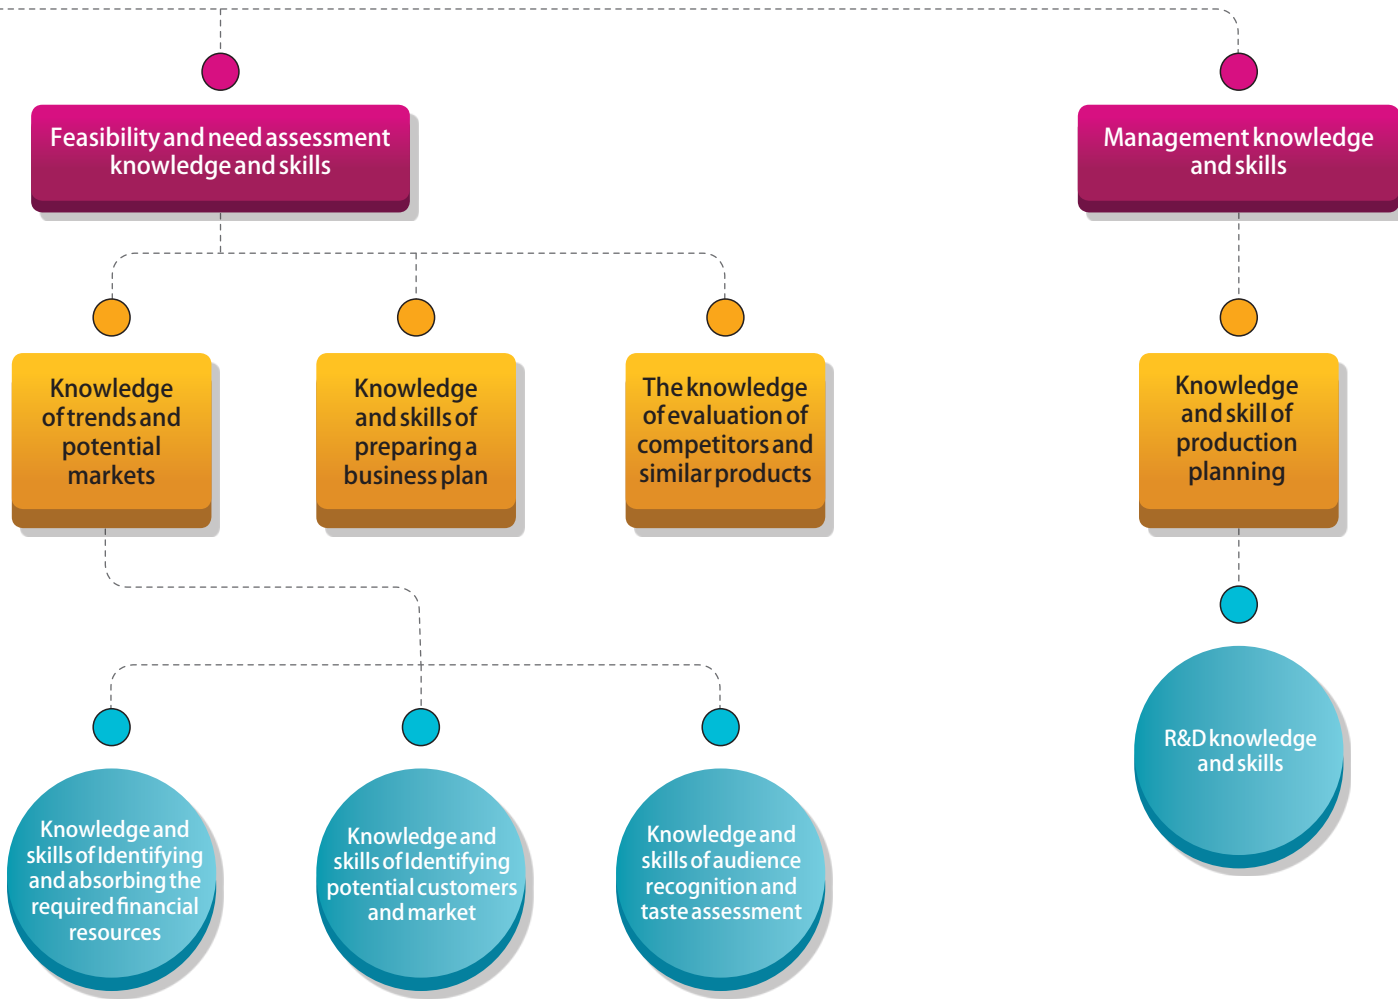 Feasibility and need assessment
knowledge and skills
Management knowledge
and skills
Knowledge
of trends and
potential
markets
Knowledge
and skills of
preparing a
business plan
The knowledge
of evaluation of
competitors and
similar products
Knowledge
and skill of
production
planning
Knowledge and
skills of Identifying
and absorbing the
required financial
resources
Knowledge and
skills of Identifying
potential customers
and market
Knowledge and
skills of audience
recognition and
taste assessment
R&D knowledge
and skills